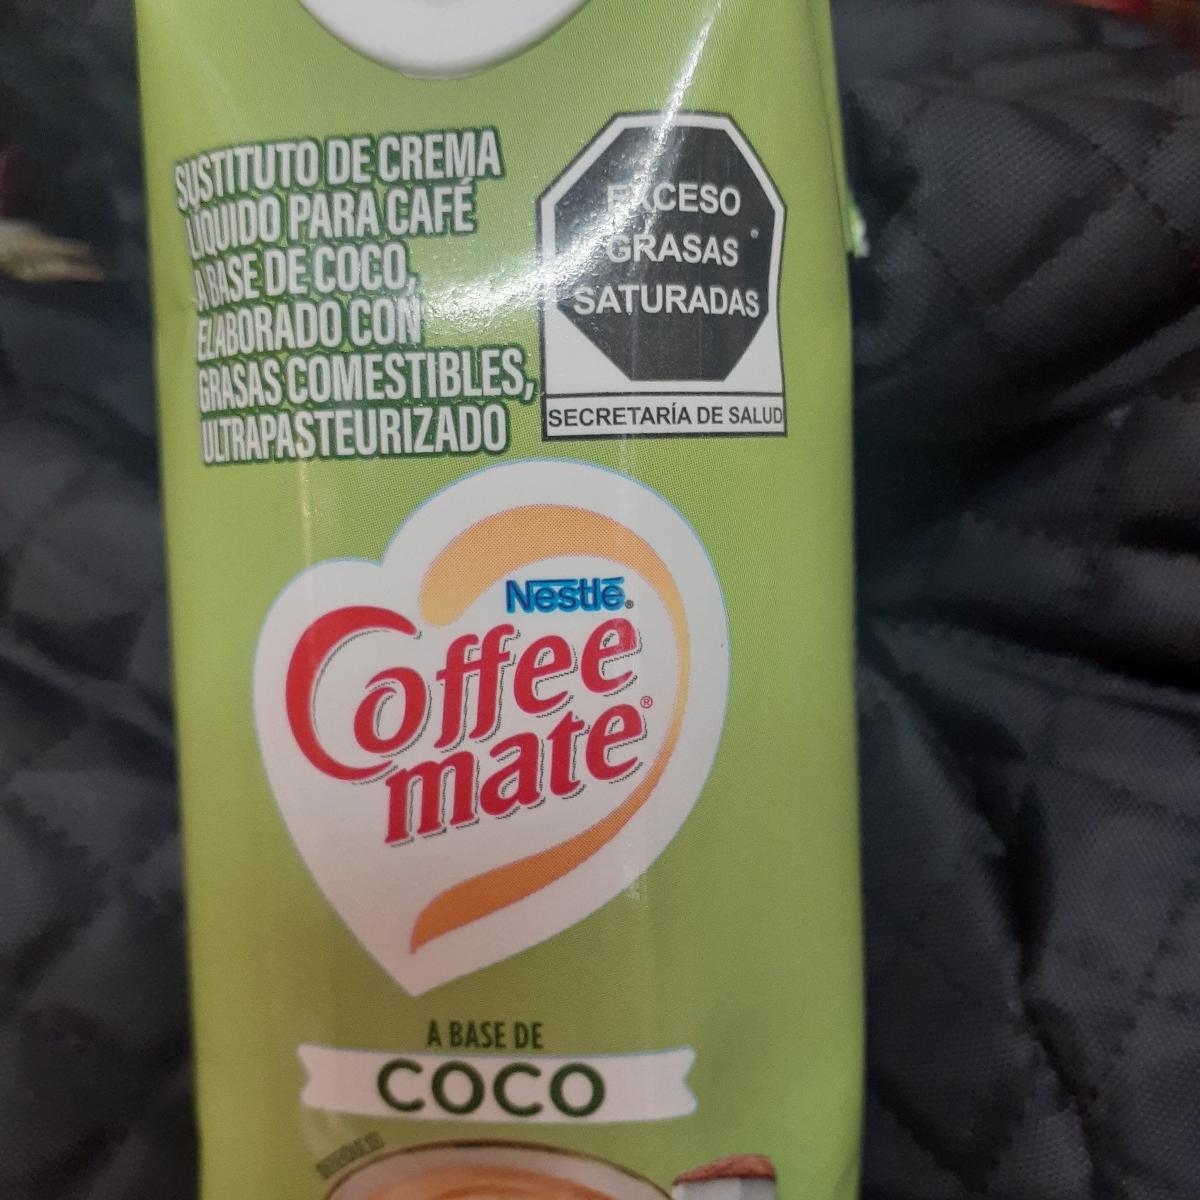 SUSTITUTO DE CREMA
LÍQUIDO PARA CAFÉ
A BASE DE COCO,
ELABORADO CON
GRASAS COMESTIBLES,
ULTRAPASTEURIZADO
EXCESO
GRASAS
SATURADAS
SECRETARÍA DE SALUD
Nestlé®
Coffee
mate®
A BASE DE
COCO